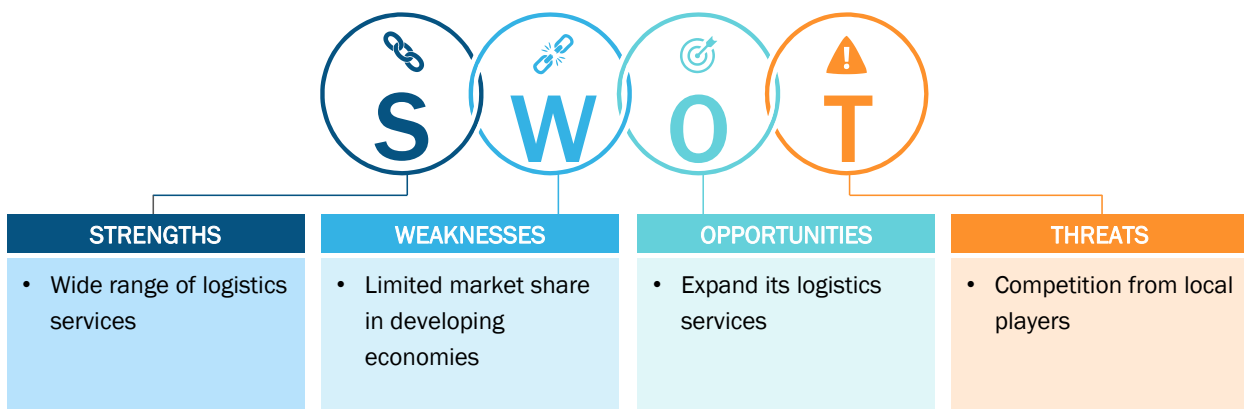 S W O T
STRENGTHS
• Wide range of logistics
services
WEAKNESSES
• Limited market share
in developing
economies
OPPORTUNITIES
• Expand its logistics
services
THREATS
• Competition from local
players